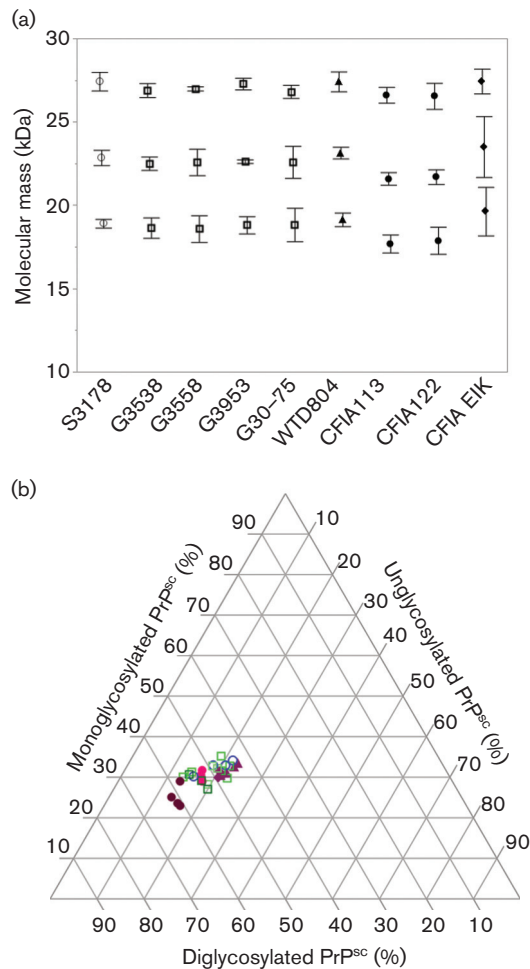 (a)
30
25
20
15
10
Molecular mass (kDa)
S3178
G3538
G3558
G3953
G30–75
WTD804
CFIA113
CFIA122
CFIA EIK
(b)
Monoglycosylated PrPsc (%)
90
80
70
60
50
40
30
20
10
Unglycosylated PrPsc (%)
10
20
30
40
50
60
70
80
90
90 80 70 60 50 40 30 20 10
Diglycosylated PrPsc (%)